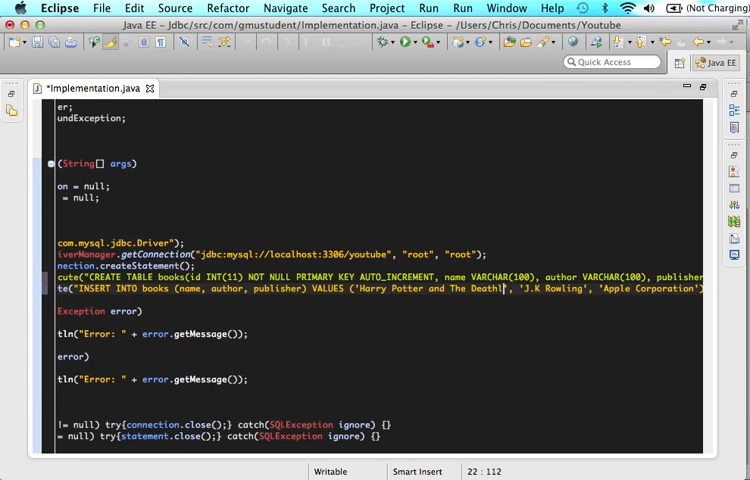 Eclipse File Edit Source Refactor Navigate Search Project Run Run Window Help (Not Charging)
Java EE - Jdbc/src/com/gmustudent/Implementation.java - Eclipse - /Users/Chris/Documents/Youtube
Quick Access Java EE
*Implementation.java
er;
undException;
(String[] args)
on = null;
= null;
com.mysql.jdbc.Driver");
iverManager.getConnection("jdbc:mysql://localhost:3306/youtube", "root", "root");
nection.createStatement();
cute("CREATE TABLE books(id INT(11) NOT NULL PRIMARY KEY AUTO_INCREMENT, name VARCHAR(100), author VARCHAR(100), publisher
te("INSERT INTO books (name, author, publisher) VALUES ('Harry Potter and The Deathl', 'J.K Rowling', 'Apple Corporation')
Exception error)
tln("Error: " + error.getMessage());
error)
tln("Error: " + error.getMessage());
!= null) try{connection.close();} catch(SQLException ignore) {}
= null) try{statement.close();} catch(SQLException ignore) {}
Writable Smart Insert 22 : 112